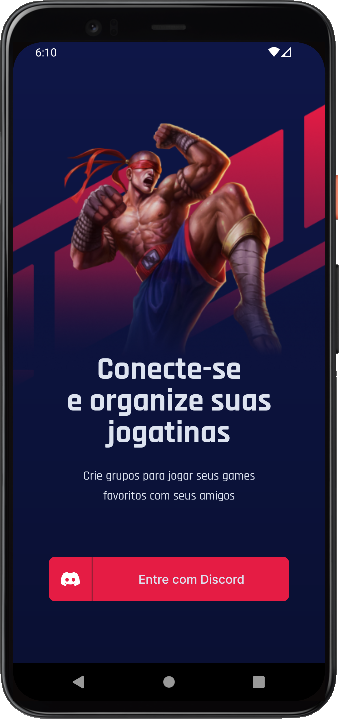 6:10
Conecte-se
e organize suas
jogatinas
Crie grupos para jogar seus games
favoritos com seus amigos
Entre com Discord